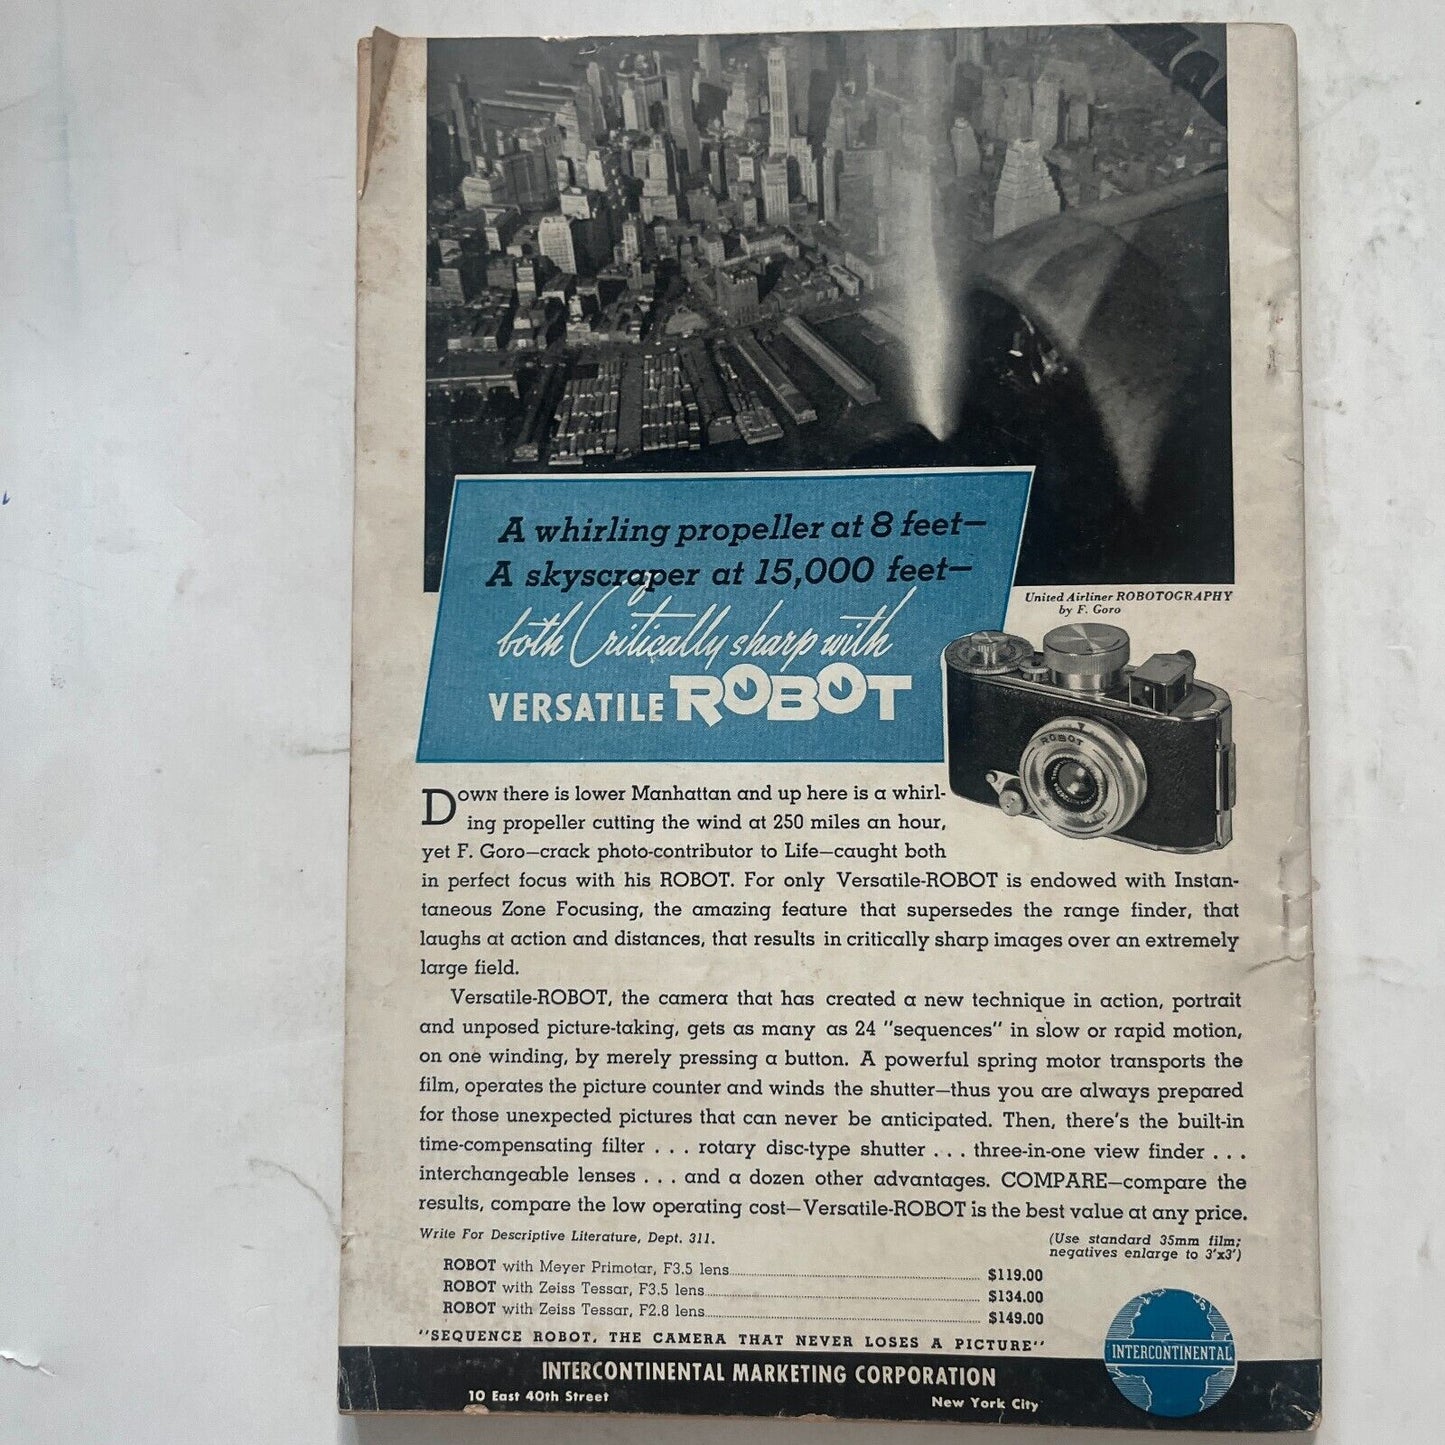 A whirling propeller at 8 feet—
A skyscraper at 15,000 feet—
both Critically sharp with
VERSATILE ROBOT
United Airliner ROBOTOGRAPHY
by F. Goro
ROBOT
DOWN there is lower Manhattan and up here is a whirl-
ing propeller cutting the wind at 250 miles an hour,
yet F. Goro—crack photo-contributor to Life—caught both
in perfect focus with his ROBOT. For only Versatile-ROBOT is endowed with Instan-
taneous Zone Focusing, the amazing feature that supersedes the range finder, that
laughs at action and distances, that results in critically sharp images over an extremely
large field.
Versatile-ROBOT, the camera that has created a new technique in action, portrait
and unposed picture-taking, gets as many as 24 "sequences" in slow or rapid motion,
on one winding, by merely pressing a button. A powerful spring motor transports the
film, operates the picture counter and winds the shutter—thus you are always prepared
for those unexpected pictures that can never be anticipated. Then, there's the built-in
time-compensating filter . . . rotary disc-type shutter . . . three-in-one view finder . . .
interchangeable lenses . . . and a dozen other advantages. COMPARE—compare the
results, compare the low operating cost—Versatile-ROBOT is the best value at any price.
Write For Descriptive Literature, Dept. 311.
(Use standard 35mm film;
negatives enlarge to 3'x3')
ROBOT with Meyer Primotar, F3.5 lens $119.00
ROBOT with Zeiss Tessar, F3.5 lens $134.00
ROBOT with Zeiss Tessar, F2.8 lens $149.00
"SEQUENCE ROBOT, THE CAMERA THAT NEVER LOSES A PICTURE"
INTERCONTINENTAL
INTERCONTINENTAL MARKETING CORPORATION
10 East 40th Street New York City